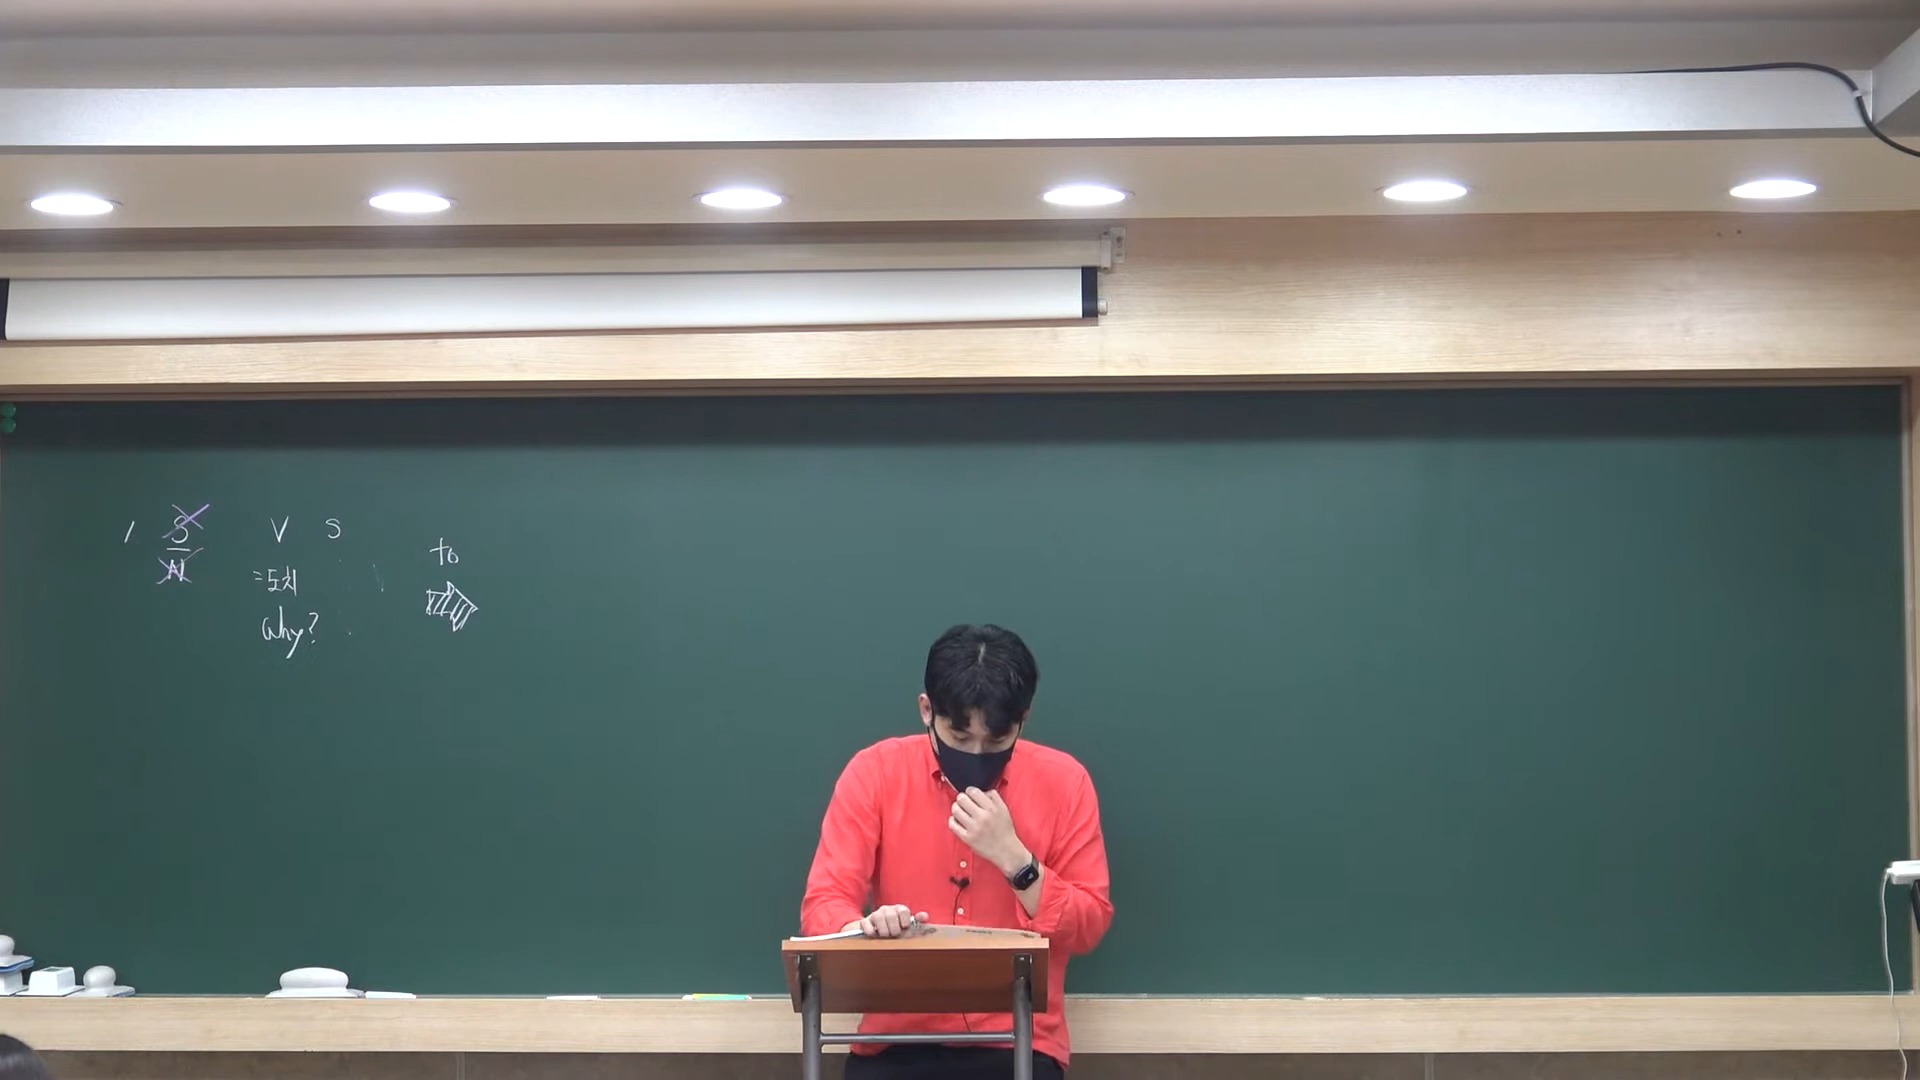 / S V S
N
to
=도치
why?